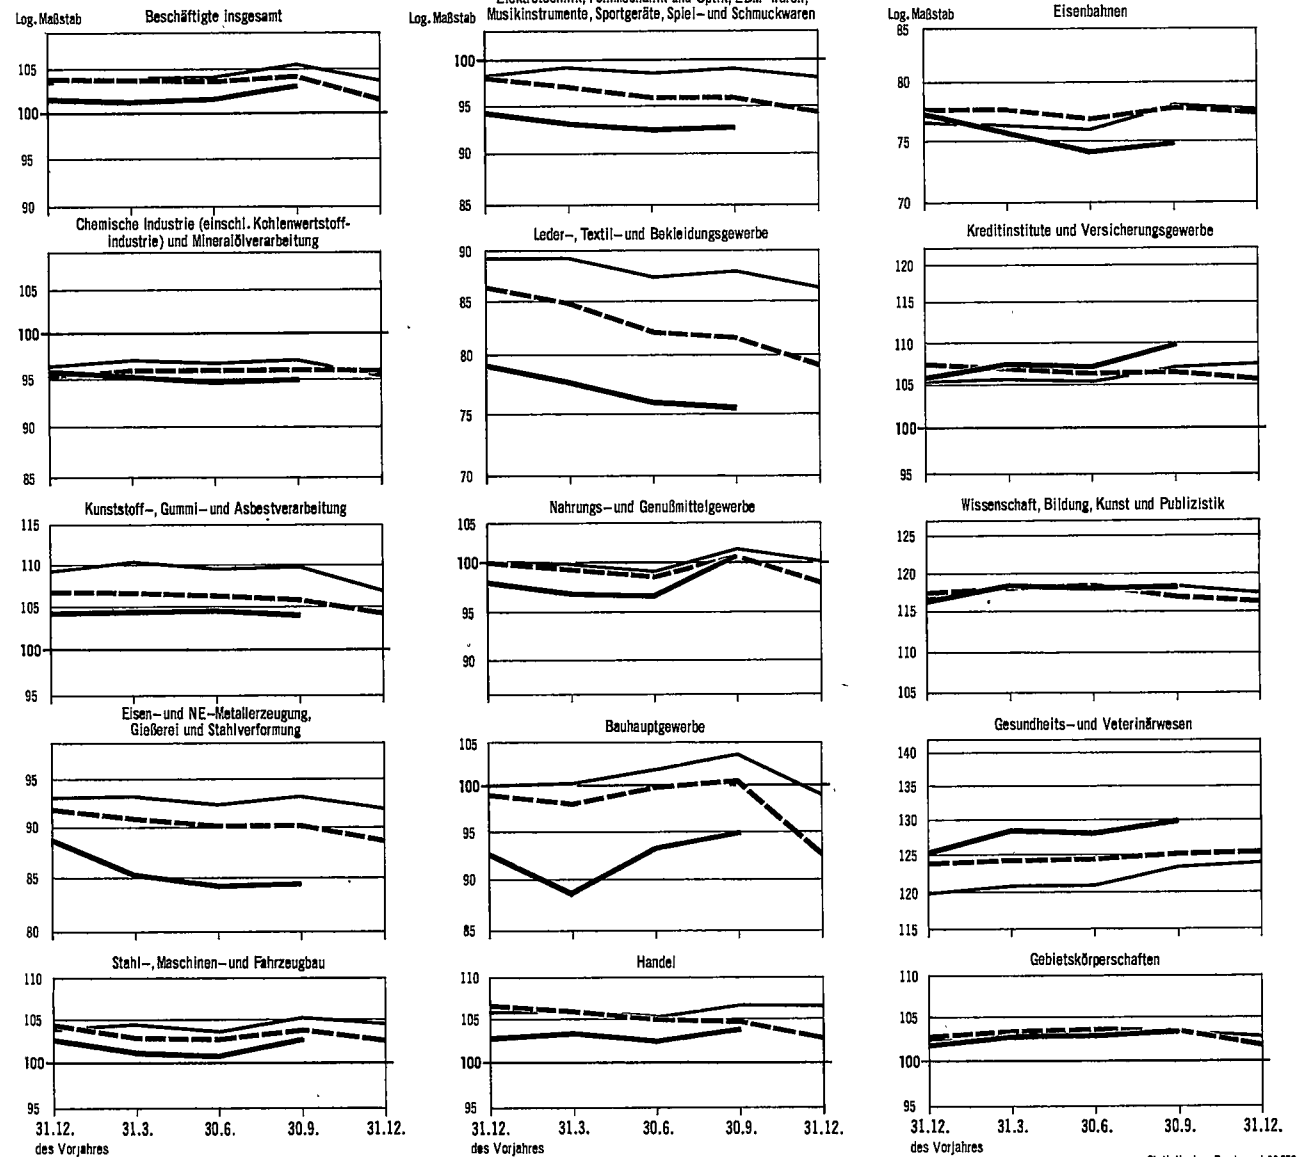 Log. Maßstab
Beschäftigte insgesamt
105
100
95
90
Chemische Industrie (einschl. Kohlenwertstoff-
industrie) und Mineralölverarbeitung
105
100
95
90
85
Kunststoff-, Gummi- und Asbestverarbeitung
115
110
105
100
95
Eisen- und NE-Metallerzeugung,
Gießerei und Stahlverformung
95
90
85
80
Stahl-, Maschinen- und Fahrzeugbau
110
105
100
95
31.12. 31.3. 30.6. 30.9. 31.12.
des Vorjahres
Log. Maßstab
Musikinstrumente, Sportgeräte, Spiel- und Schmuckwaren
100
95
90
85
Leder-, Textil- und Bekleidungsgewerbe
90
85
80
75
70
Nahrungs- und Genußmittelgewerbe
105
100
95
90
Bauhauptgewerbe
105
100
95
90
85
Handel
110
105
100
95
31.12. 31.3. 30.6. 30.9. 31.12.
des Vorjahres
Log. Maßstab
Eisenbahnen
85
80
75
70
Kreditinstitute und Versicherungsgewerbe
120
115
110
105
100
95
Wissenschaft, Bildung, Kunst und Publizistik
125
120
115
110
105
Gesundheits- und Veterinärwesen
140
135
130
125
120
115
Gebietskörperschaften
110
105
100
95
31.12. 31.3. 30.6. 30.9. 31.12.
des Vorjahres